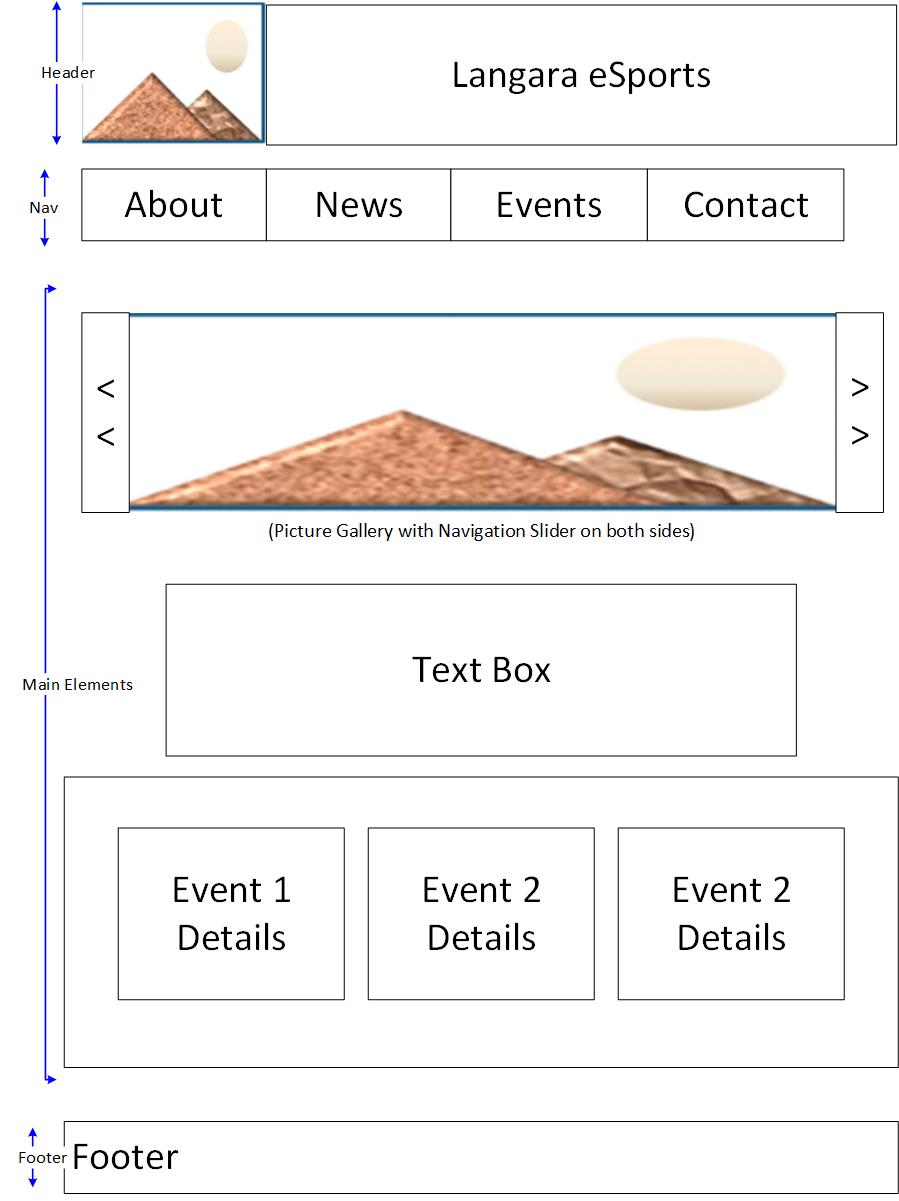 Header
Langara eSports
Nav
About News Events Contact
< >
< >
(Picture Gallery with Navigation Slider on both sides)
Text Box
Main Elements
Event 1 Event 2 Event 2
Details Details Details
Footer Footer